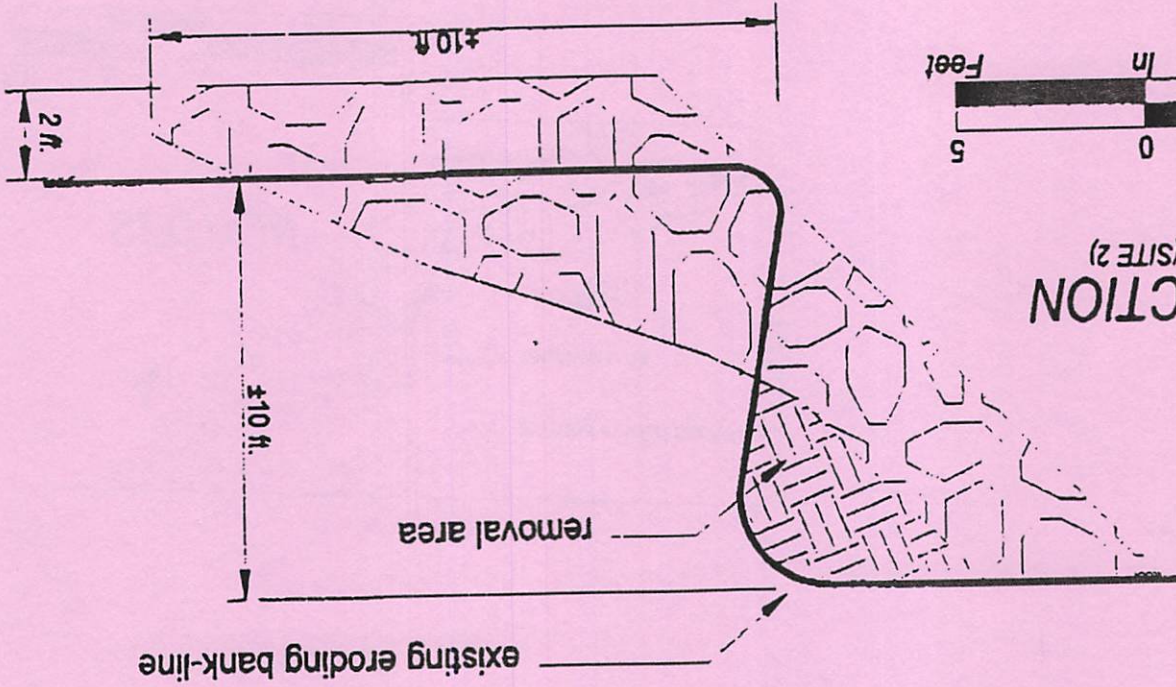 existing eroding bank-line
removal area
±10 ft.
CTION
/SITE 2)
0 5
2 ft.
In Feet
±10 ft.